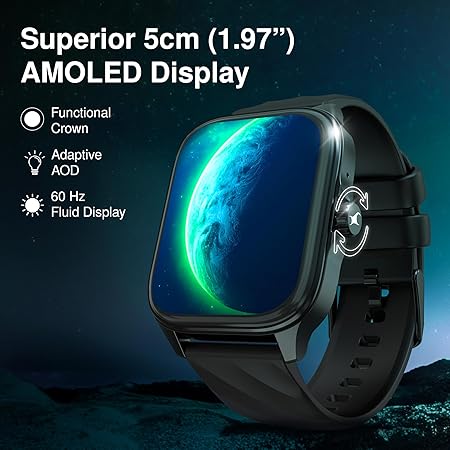 Superior 5cm (1.97”)
AMOLED Display
Functional
Crown
Adaptive
AOD
60 Hz
Fluid Display